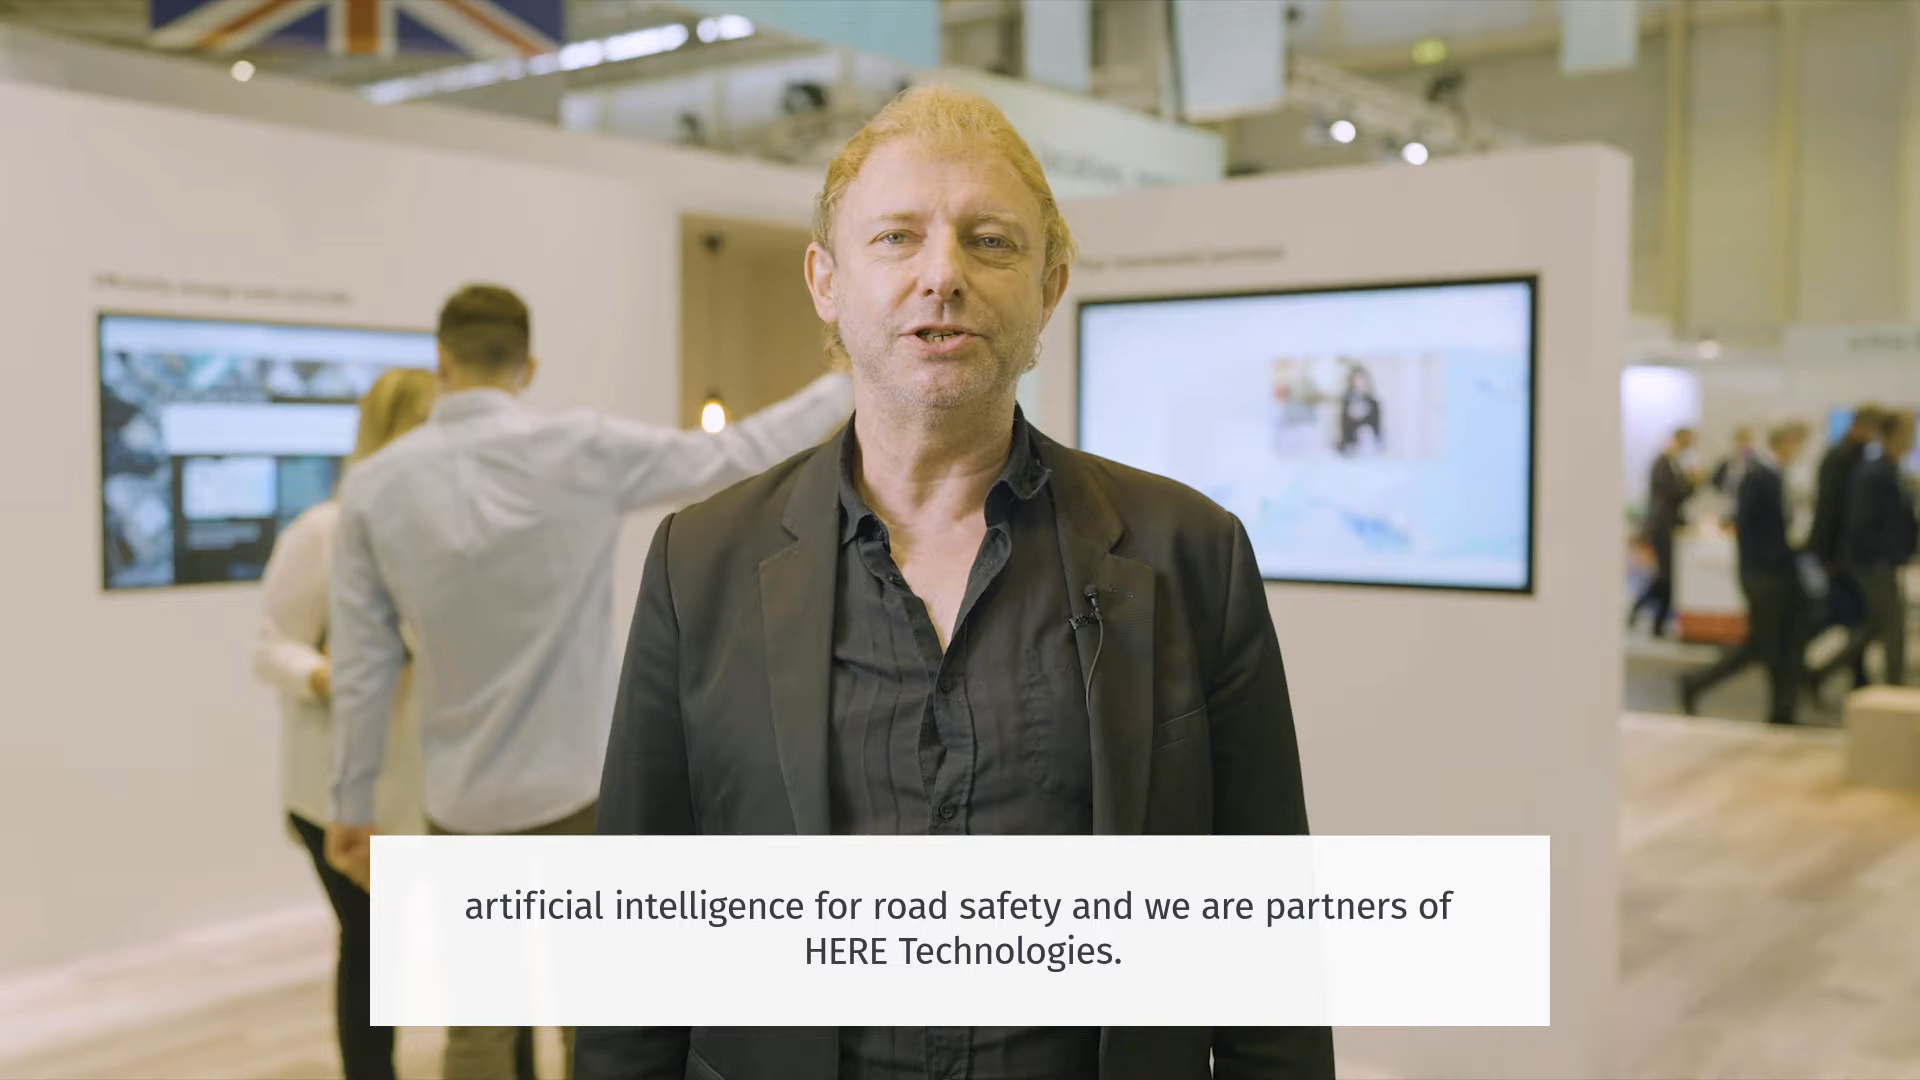 artificial intelligence for road safety and we are partners of
HERE Technologies.